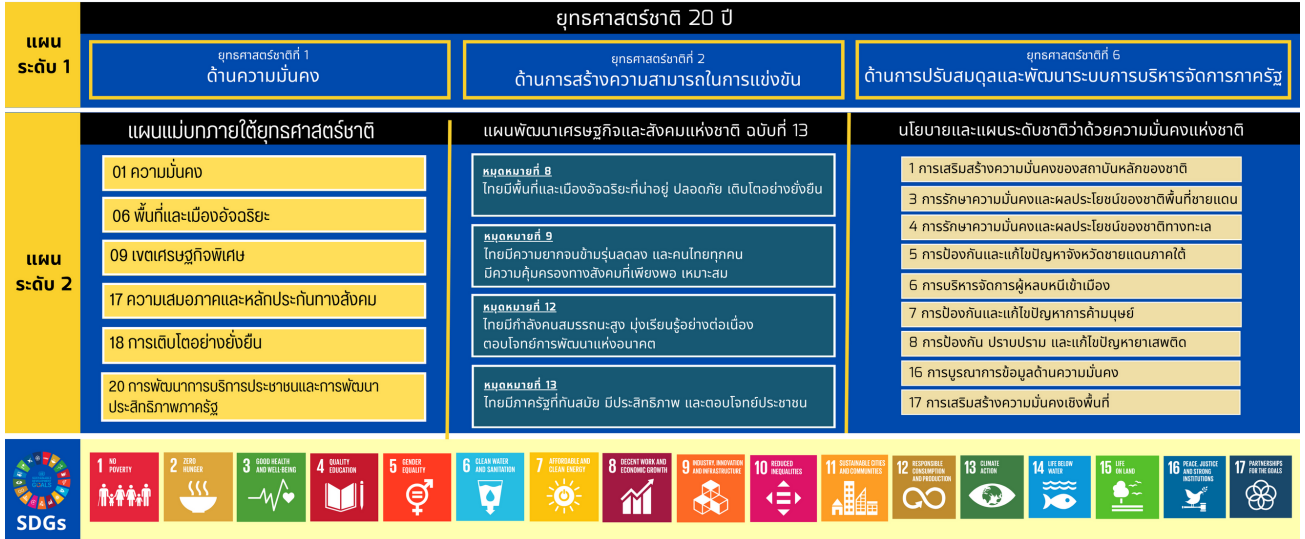 ยุทธศาสตร์ชาติ 20 ปี
แผน
ระดับ 1
ยุทธศาสตร์ชาติที่ 1
ด้านความมั่นคง
ยุทธศาสตร์ชาติที่ 2
ด้านการสร้างความสามารถในการแข่งขัน
ยุทธศาสตร์ชาติที่ 6
ด้านการปรับสมดุลและพัฒนาระบบการบริหารจัดการภาครัฐ
แผน
ระดับ 2
แผนแม่บทภายใต้ยุทธศาสตร์ชาติ
01 ความมั่นคง
06 พื้นที่และเมืองอัจฉริยะ
09 เขตเศรษฐกิจพิเศษ
17 ความเสมอภาคและหลักประกันทางสังคม
18 การเติบโตอย่างยั่งยืน
20 การพัฒนาการบริการประชาชนและการพัฒนา
ประสิทธิภาพภาครัฐ
แผนพัฒนาเศรษฐกิจและสังคมแห่งชาติ ฉบับที่ 13
หมุดหมายที่ 8
ไทยมีพื้นที่และเมืองอัจฉริยะที่น่าอยู่ ปลอดภัย เติบโตอย่างยั่งยืน
หมุดหมายที่ 9
ไทยมีความยากจนข้ามรุ่นลดลง และคนไทยทุกคน
มีความคุ้มครองทางสังคมที่เพียงพอ เหมาะสม
หมุดหมายที่ 12
ไทยมีกำลังคนสมรรถนะสูง มุ่งเรียนรู้อย่างต่อเนื่อง
ตอบโจทย์การพัฒนาแห่งอนาคต
หมุดหมายที่ 13
ไทยมีภาครัฐที่ทันสมัย มีประสิทธิภาพ และตอบโจทย์ประชาชน
นโยบายและแผนระดับชาติว่าด้วยความมั่นคงแห่งชาติ
1 การเสริมสร้างความมั่นคงของสถาบันหลักของชาติ
3 การรักษาความมั่นคงและผลประโยชน์ของชาติพื้นที่ชายแดน
4 การรักษาความมั่นคงและผลประโยชน์ของชาติทางทะเล
5 การป้องกันและแก้ไขปัญหาจังหวัดชายแดนภาคใต้
6 การบริหารจัดการผู้หลบหนีเข้าเมือง
7 การป้องกันและแก้ไขปัญหาการค้ามนุษย์
8 การป้องกัน ปราบปราม และแก้ไขปัญหายาเสพติด
16 การบูรณาการข้อมูลด้านความมั่นคง
17 การเสริมสร้างความมั่นคงเชิงพื้นที่
SDGs
1 NO
POVERTY
2 ZERO
HUNGER
3 GOOD HEALTH
AND WELL-BEING
4 QUALITY
EDUCATION
5 GENDER
EQUALITY
6 CLEAN WATER
AND SANITATION
7 AFFORDABLE AND
CLEAN ENERGY
8 DECENT WORK AND
ECONOMIC GROWTH
9 INDUSTRY, INNOVATION
AND INFRASTRUCTURE
10 REDUCED
INEQUALITIES
11 SUSTAINABLE CITIES
AND COMMUNITIES
12 RESPONSIBLE
CONSUMPTION
AND PRODUCTION
13 CLIMATE
ACTION
14 LIFE BELOW
WATER
15 LIFE
ON LAND
16 PEACE, JUSTICE
AND STRONG
INSTITUTIONS
17 PARTNERSHIPS
FOR THE GOALS